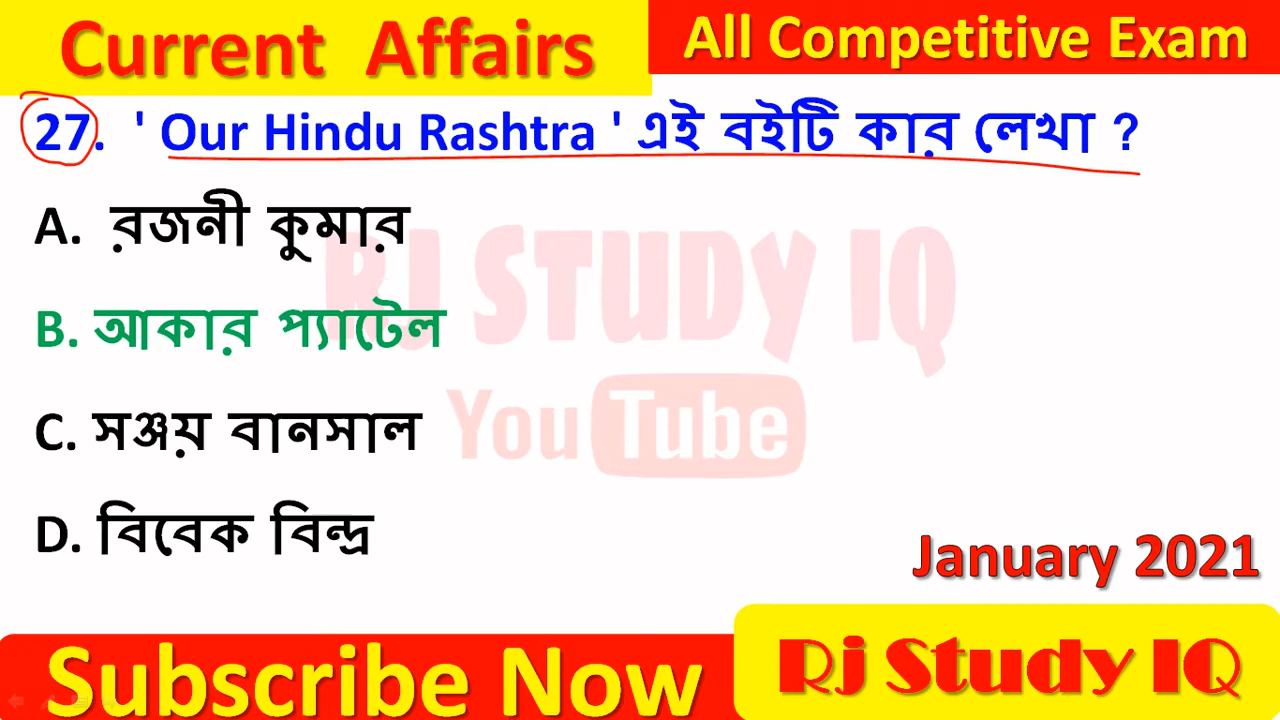 Current Affairs
All Competitive Exam
27. ' Our Hindu Rashtra ' এই বইটি কার লেখা ?
A. রজনী কুমার
B. আকার প্যাটেল
C. সঞ্জয় বানসাল
D. বিবেক বিন্দ্র
RJ STUDY IQ
YouTube
January 2021
Subscribe Now
Rj Study IQ